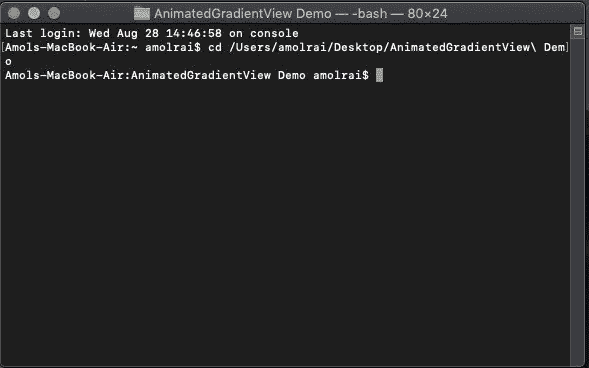 AnimatedGradientView Demo — -bash — 80×24
Last login: Wed Aug 28 14:46:58 on console
[Amols-MacBook-Air:~ amolrai$ cd /Users/amolrai/Desktop/AnimatedGradientView\ Dem]
o
Amols-MacBook-Air:AnimatedGradientView Demo amolrai$